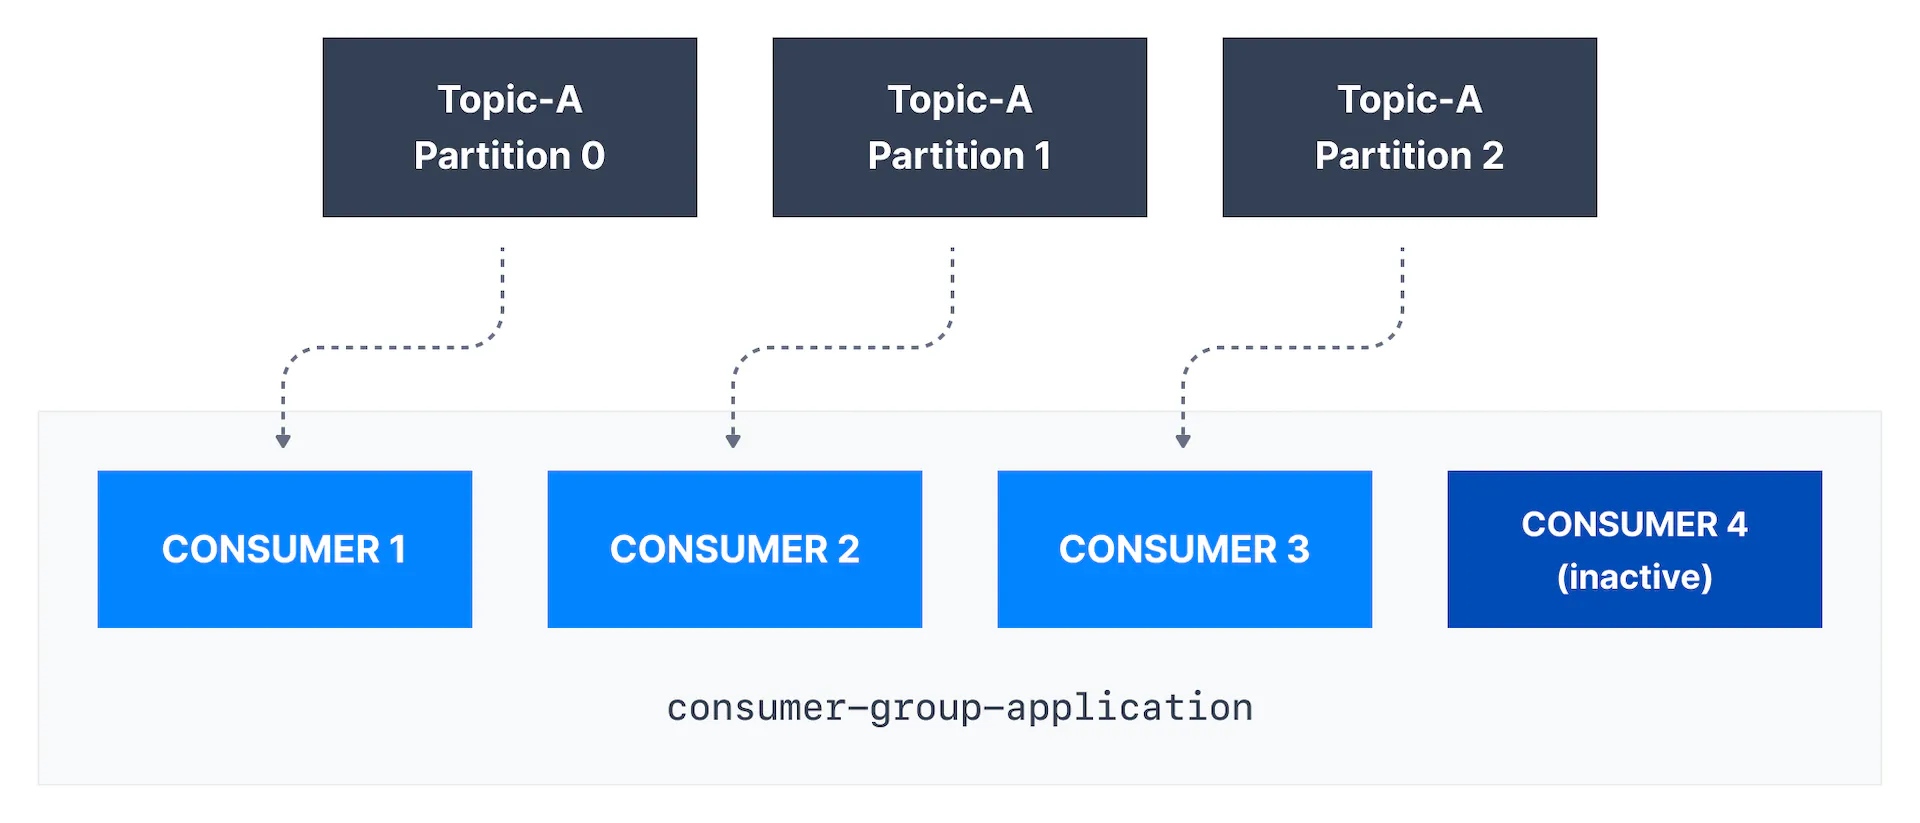 Topic-A
Partition 0
Topic-A
Partition 1
Topic-A
Partition 2
CONSUMER 1
CONSUMER 2
CONSUMER 3
CONSUMER 4
(inactive)
consumer-group-application